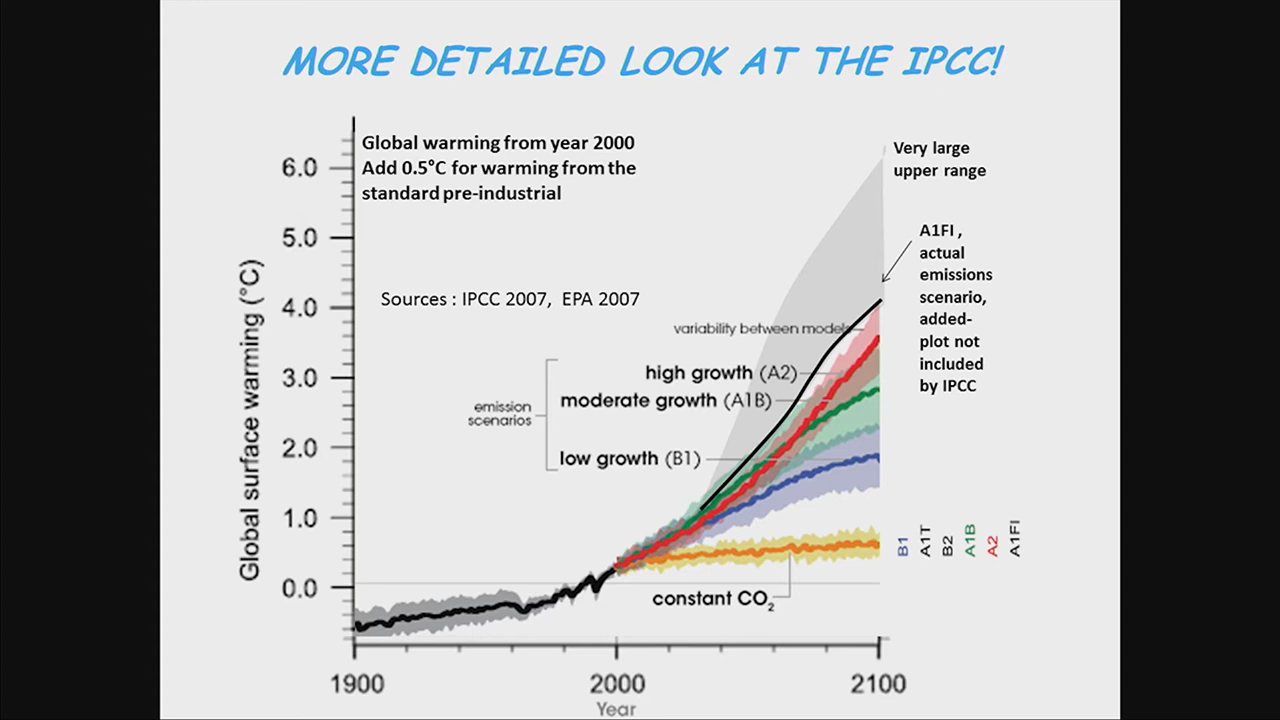 MORE DETAILED LOOK AT THE IPCC!
Global warming from year 2000
Add 0.5°C for warming from the
standard pre-industrial
Very large
upper range
A1FI ,
actual
emissions
scenario,
added-
plot not
included
by IPCC
Sources : IPCC 2007, EPA 2007
variability between models
high growth (A2)
moderate growth (A1B)
low growth (B1)
emission
scenarios
constant CO₂
Global surface warming (°C)
6.0
5.0
4.0
3.0
2.0
1.0
0.0
B1
A1T
B2
A1B
A2
A1FI
1900
2000
2100
Year